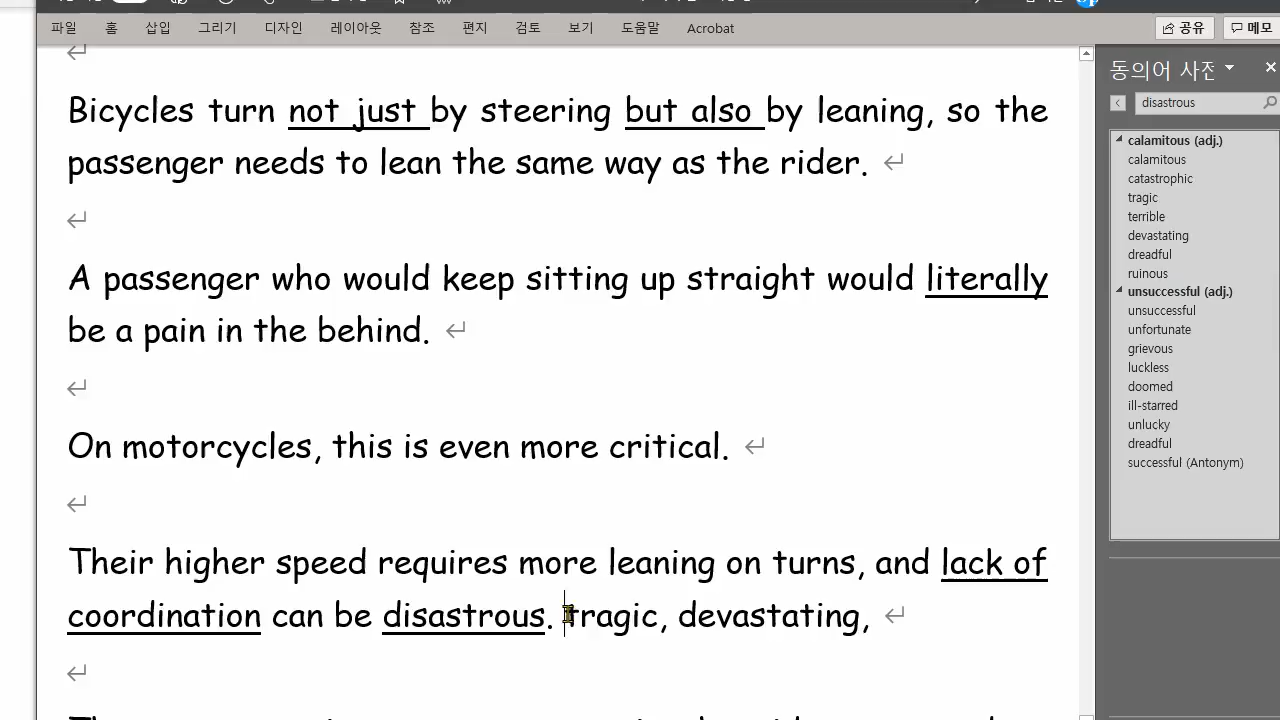 파일 홈 삽입 그리기 디자인 레이아웃 참조 편지 검토 보기 도움말 Acrobat 공유 메모
Bicycles turn not just by steering but also by leaning, so the
passenger needs to lean the same way as the rider.
A passenger who would keep sitting up straight would literally
be a pain in the behind.
On motorcycles, this is even more critical.
Their higher speed requires more leaning on turns, and lack of
coordination can be disastrous. tragic, devastating,
동의어 사전
disastrous
calamitous (adj.)
calamitous
catastrophic
tragic
terrible
devastating
dreadful
ruinous
unsuccessful (adj.)
unsuccessful
unfortunate
grievous
luckless
doomed
ill-starred
unlucky
dreadful
successful (Antonym)